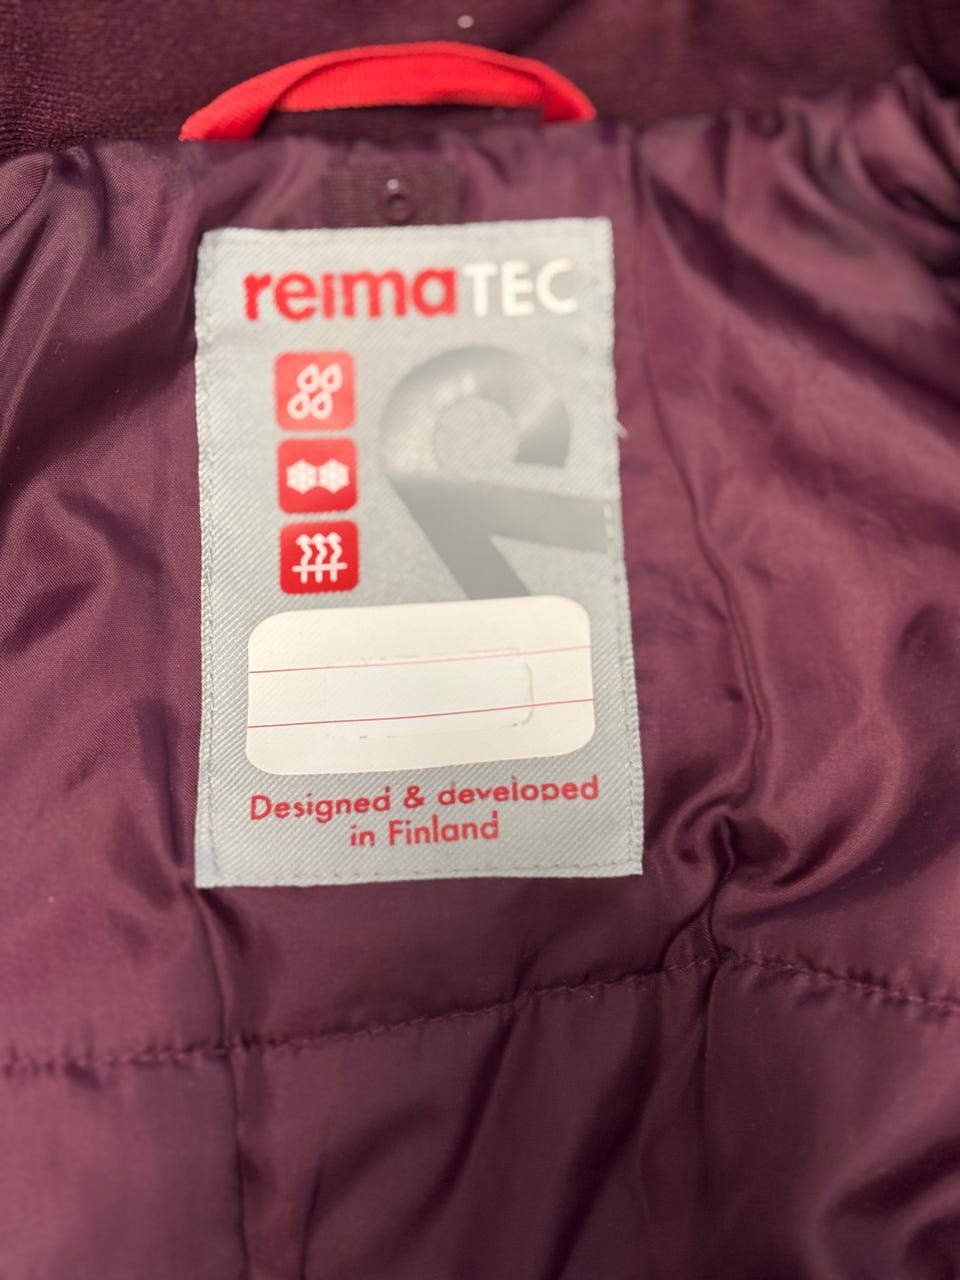 reimaTEC
Designed & developed
in Finland